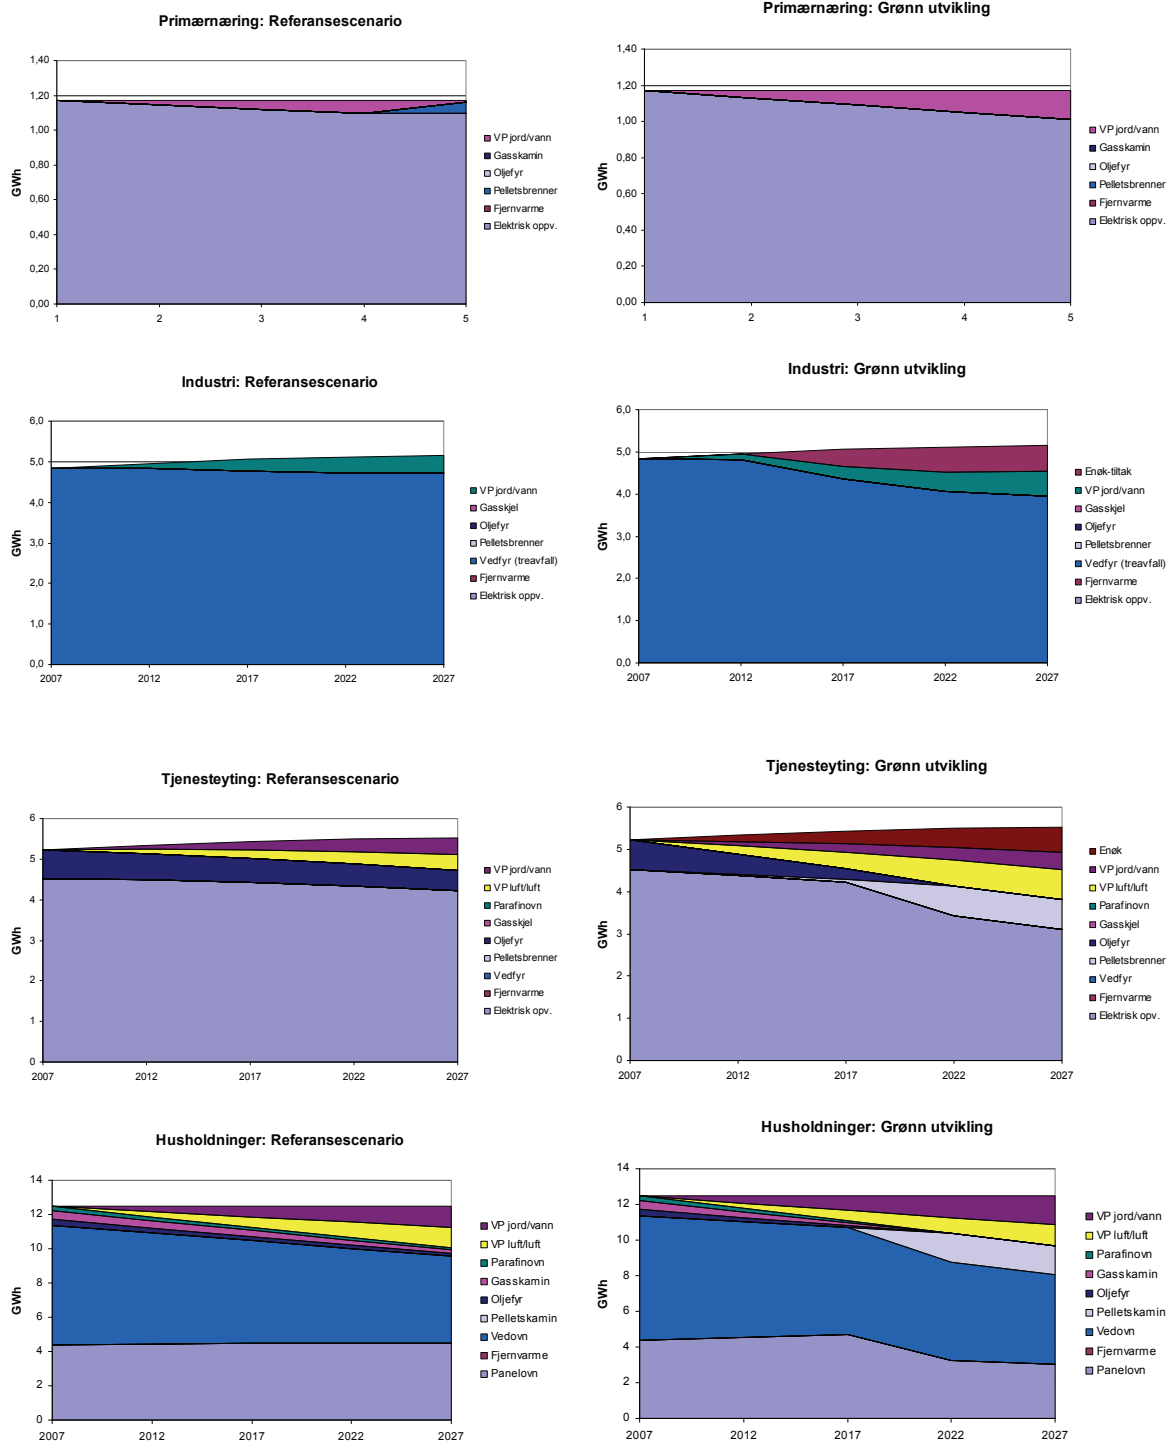 Primærnæring: Referansescenario
GWh
1,40
1,20
1,00
0,80
0,60
0,40
0,20
0,00
1 2 3 4 5
VP jord/vann
Gasskamin
Oljefyr
Pelletsbrenner
Fjernvarme
Elektrisk oppv.
Primærnæring: Grønn utvikling
GWh
1,40
1,20
1,00
0,80
0,60
0,40
0,20
0,00
1 2 3 4 5
VP jord/vann
Gasskamin
Oljefyr
Pelletsbrenner
Fjernvarme
Elektrisk oppv.
Industri: Referansescenario
GWh
6,0
5,0
4,0
3,0
2,0
1,0
0,0
2007 2012 2017 2022 2027
VP jord/vann
Gasskjel
Oljefyr
Pelletsbrenner
Vedfyr (treavfall)
Fjernvarme
Elektrisk oppv.
Industri: Grønn utvikling
GWh
6,0
5,0
4,0
3,0
2,0
1,0
0,0
2007 2012 2017 2022 2027
Enøk-tiltak
VP jord/vann
Gasskjel
Oljefyr
Pelletsbrenner
Vedfyr (treavfall)
Fjernvarme
Elektrisk oppv.
Tjenesteyting: Referansescenario
GWh
6
5
4
3
2
1
0
2007 2012 2017 2022 2027
VP jord/vann
VP luft/luft
Parafinovn
Gasskjel
Oljefyr
Pelletsbrenner
Vedfyr
Fjernvarme
Elektrisk opv.
Tjenesteyting: Grønn utvikling
GWh
6
5
4
3
2
1
0
2007 2012 2017 2022 2027
Enøk
VP jord/vann
VP luft/luft
Parafinovn
Gasskjel
Oljefyr
Pelletsbrenner
Vedfyr
Fjernvarme
Elektrisk opv.
Husholdninger: Referansescenario
GWh
14
12
10
8
6
4
2
0
2007 2012 2017 2022 2027
VP jord/vann
VP luft/luft
Parafinovn
Gasskamin
Oljefyr
Pelletskamin
Vedovn
Fjernvarme
Panelovn
Husholdninger: Grønn utvikling
GWh
14
12
10
8
6
4
2
0
2007 2012 2017 2022 2027
VP jord/vann
VP luft/luft
Parafinovn
Gasskamin
Oljefyr
Pelletskamin
Vedovn
Fjernvarme
Panelovn